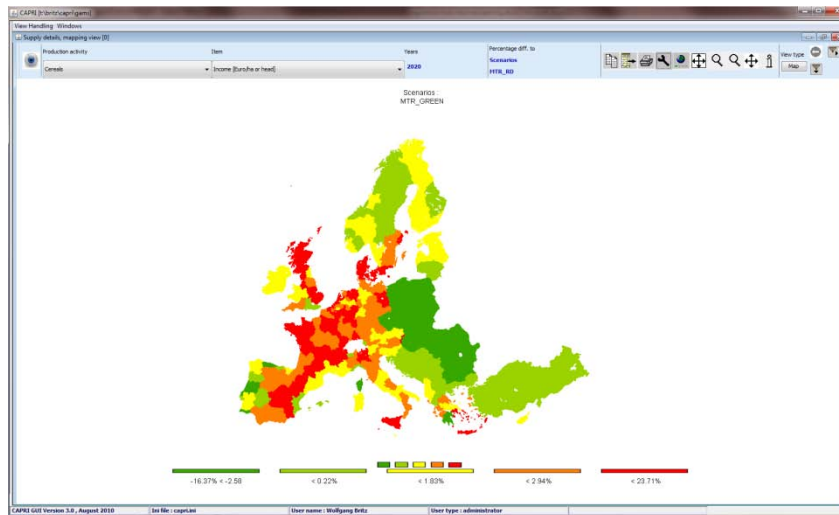 CAPRI [t:\britz\capri\gams]
View Handling Windows
Supply details, mapping view [0]
Production activity
Item
Years
Percentage diff. to
Cereals
Income [Euro/ha or head]
2020
Scenarios
MTR_RD
View type
Map
Scenarios :
MTR_GREEN
-16.37% < -2.58
< 0.22%
< 1.83%
< 2.94%
< 23.71%
CAPRI GUI Version 3.0 , August 2010
Ini file : capri.ini
User name : Wolfgang Britz
User type : administrator